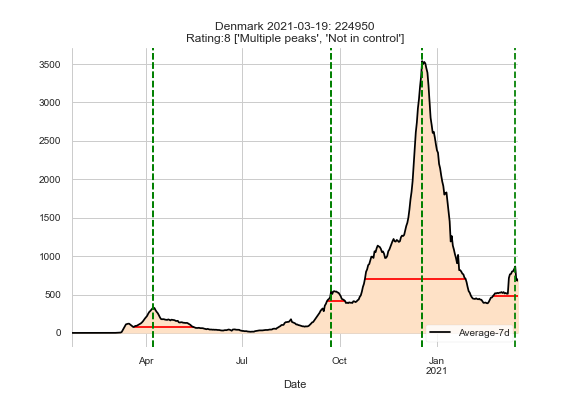 Denmark 2021-03-19: 224950
Rating:8 ['Multiple peaks', 'Not in control']
3500
3000
2500
2000
1500
1000
500
0
Average-7d
Apr
Jul
Oct
Jan
2021
Date